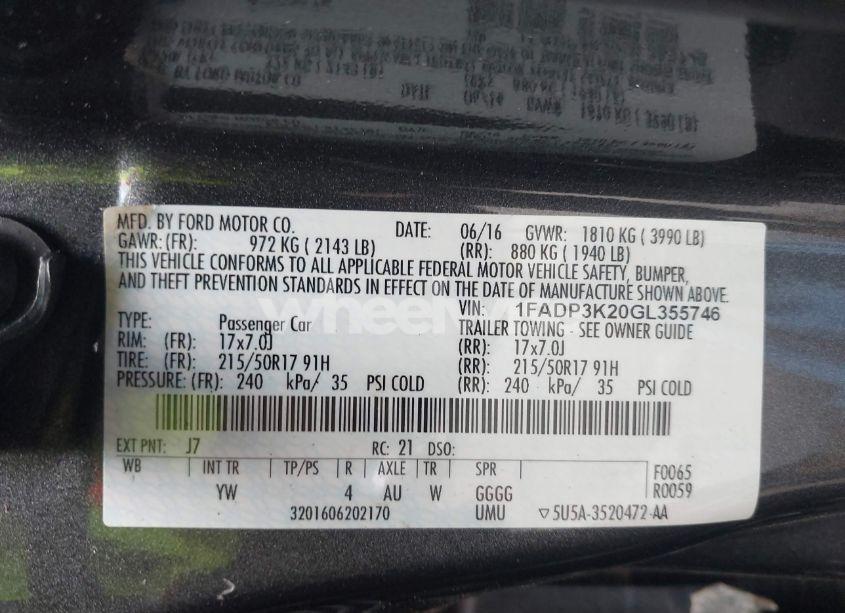 MFD. BY FORD MOTOR CO. DATE: 06/16 GVWR: 1810 KG ( 3990 LB)
GAWR: (FR): 972 KG ( 2143 LB) (RR): 880 KG ( 1940 LB)
THIS VEHICLE CONFORMS TO ALL APPLICABLE FEDERAL MOTOR VEHICLE SAFETY, BUMPER,
AND THEFT PREVENTION STANDARDS IN EFFECT ON THE DATE OF MANUFACTURE SHOWN ABOVE.
VIN: 1FADP3K20GL355746
TYPE: Passenger Car TRAILER TOWING - SEE OWNER GUIDE
RIM: (FR): 17x7.0J (RR): 17x7.0J
TIRE: (FR): 215/50R17 91H (RR): 215/50R17 91H
PRESSURE: (FR): 240 kPa/ 35 PSI COLD (RR): 240 kPa/ 35 PSI COLD
EXT PNT: J7 RC: 21 DSO:
WB INT TR TP/PS R AXLE TR SPR F0065
YW 4 AU W GGGG R0059
3201606202170 UMU ▽ 5U5A-3520472-AA